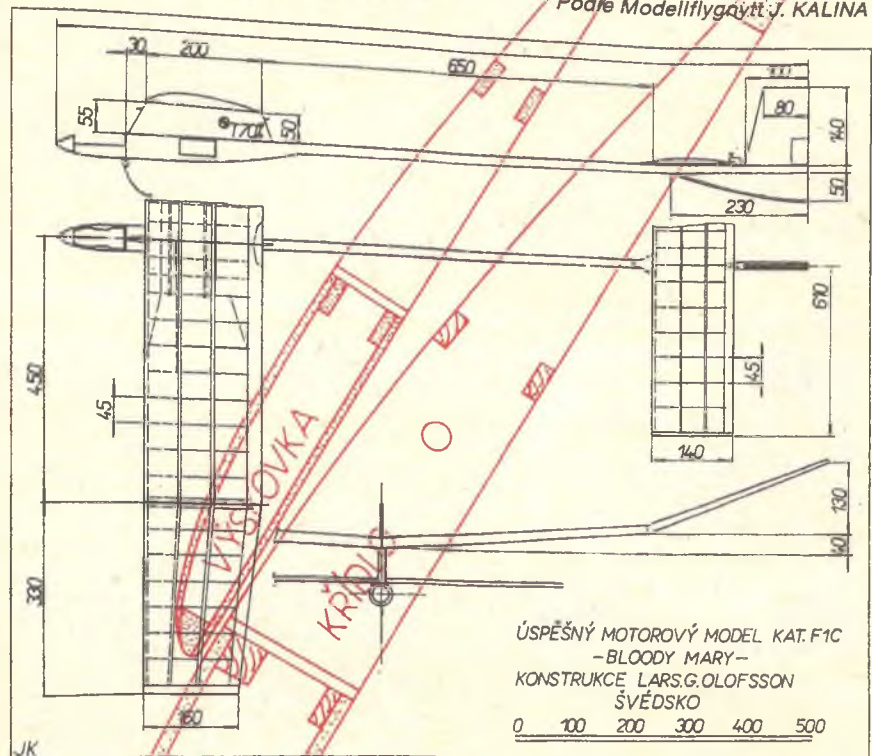 Podle Modellflygnytt J. KALINA
30
200
650
100
55
50
80
140
T70%
50
230
610
450
45
45
140
VÝŠKOVKA
130
40
KŘÍDLO
330
160
ÚSPĚŠNÝ MOTOROVÝ MODEL KAT. F1C
-BLOODY MARY-
KONSTRUKCE LARS.G.OLOFSSON
ŠVÉDSKO
0 100 200 300 400 500
JK